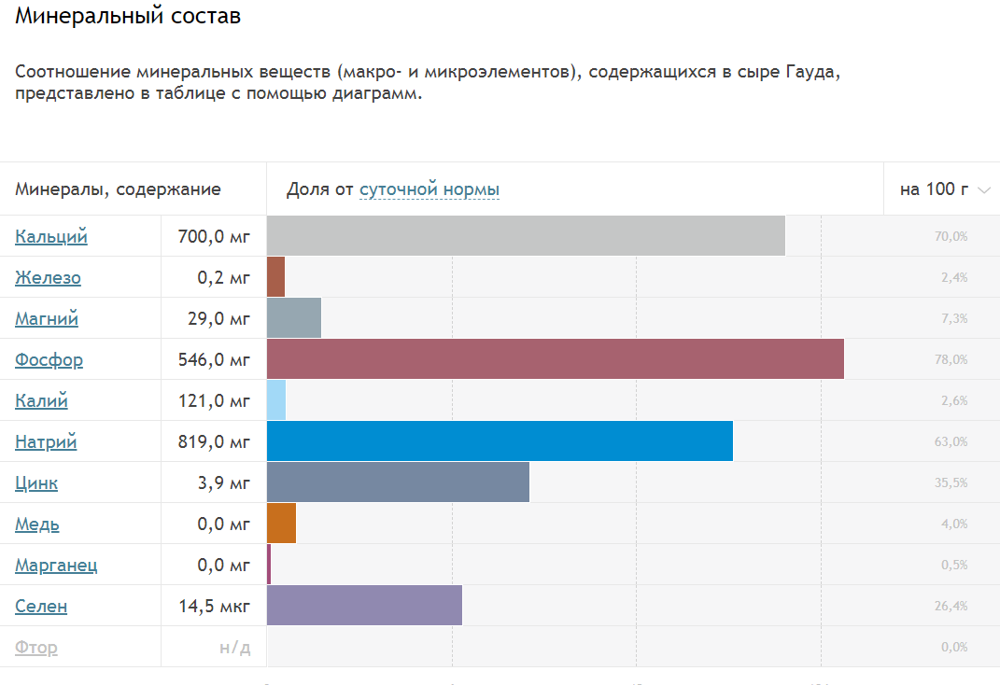 Минеральный состав
Соотношение минеральных веществ (макро- и микроэлементов), содержащихся в сыре Гауда,
представлено в таблице с помощью диаграмм.
Минералы, содержание Доля от суточной нормы на 100 г
Кальций 700,0 мг 70,0%
Железо 0,2 мг 2,4%
Магний 29,0 мг 7,3%
Фосфор 546,0 мг 78,0%
Калий 121,0 мг 2,6%
Натрий 819,0 мг 63,0%
Цинк 3,9 мг 35,5%
Медь 0,0 мг 4,0%
Марганец 0,0 мг 0,5%
Селен 14,5 мкг 26,4%
Фтор н/д 0,0%